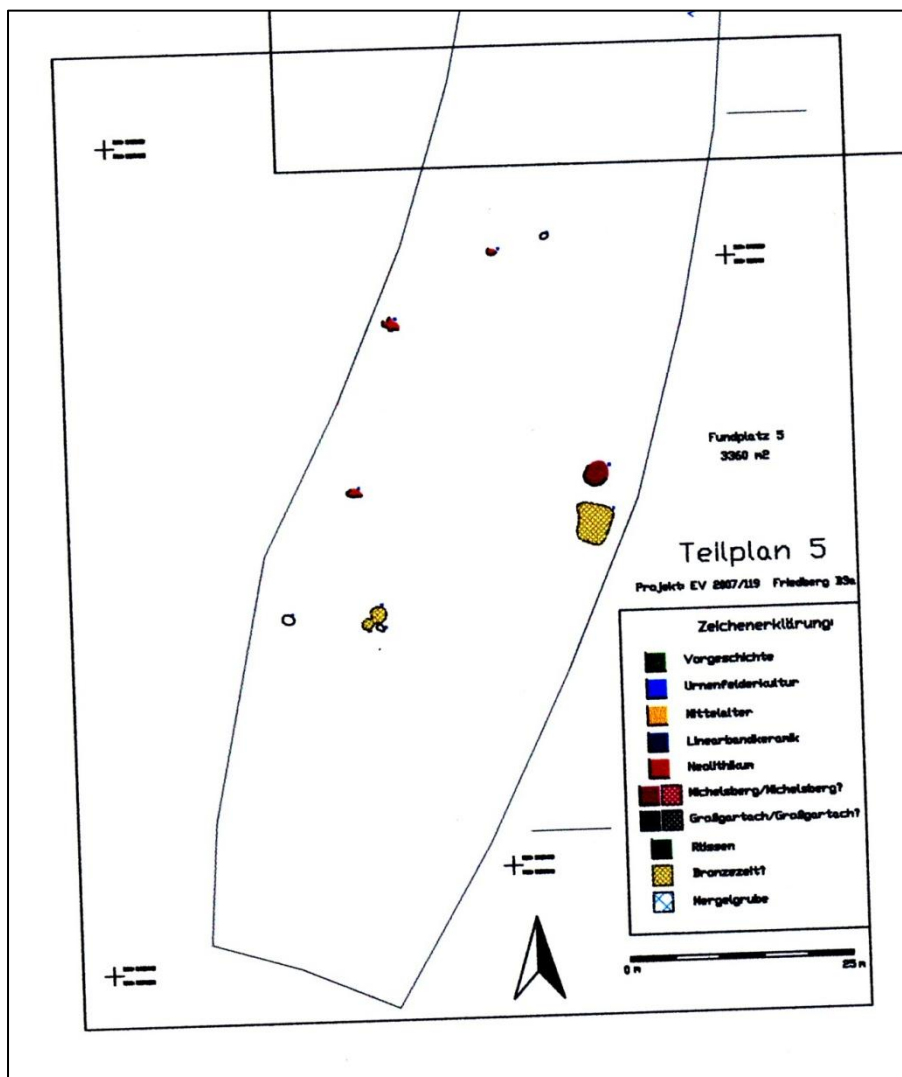 Fundplatz 5
3360 m2
Teilplan 5
Projekt: EV 2007/119 Friedberg B3a
Zeichenerklärung:
Vorgeschichte
Urnenfelderkultur
Mittelalter
Linearbandkeramik
Neolithikum
Michelsberg/Michelsberg?
Großgartach/Großgartach?
Rössen
Bronzezeit?
Mergelgrube
0 m
25 m